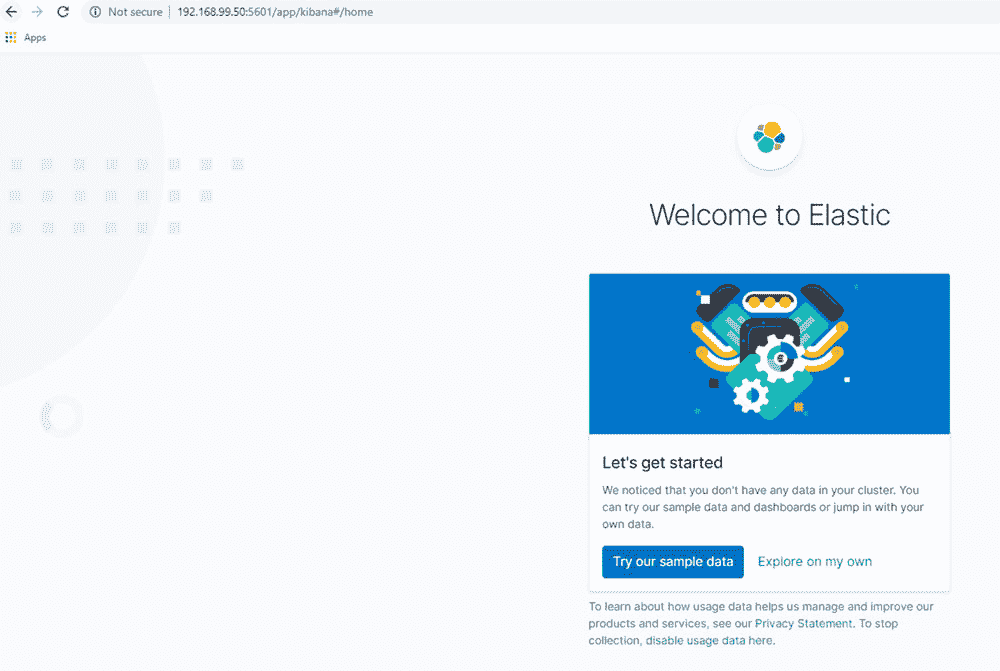 Not secure | 192.168.99.50:5601/app/kibana#/home
Apps
Welcome to Elastic
Let's get started
We noticed that you don't have any data in your cluster. You
can try our sample data and dashboards or jump in with your
own data.
Try our sample data Explore on my own
To learn about how usage data helps us manage and improve our
products and services, see our Privacy Statement. To stop
collection, disable usage data here.